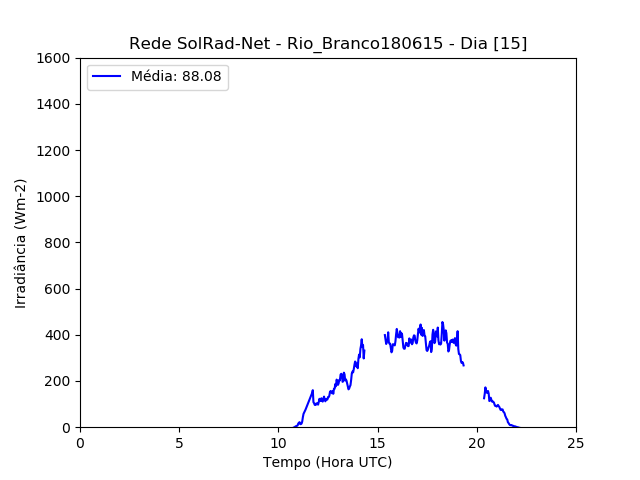 Rede SolRad-Net - Rio_Branco180615 - Dia [15]
Média: 88.08
Irradiância (Wm-2)
1600
1400
1200
1000
800
600
400
200
0
0 5 10 15 20 25
Tempo (Hora UTC)